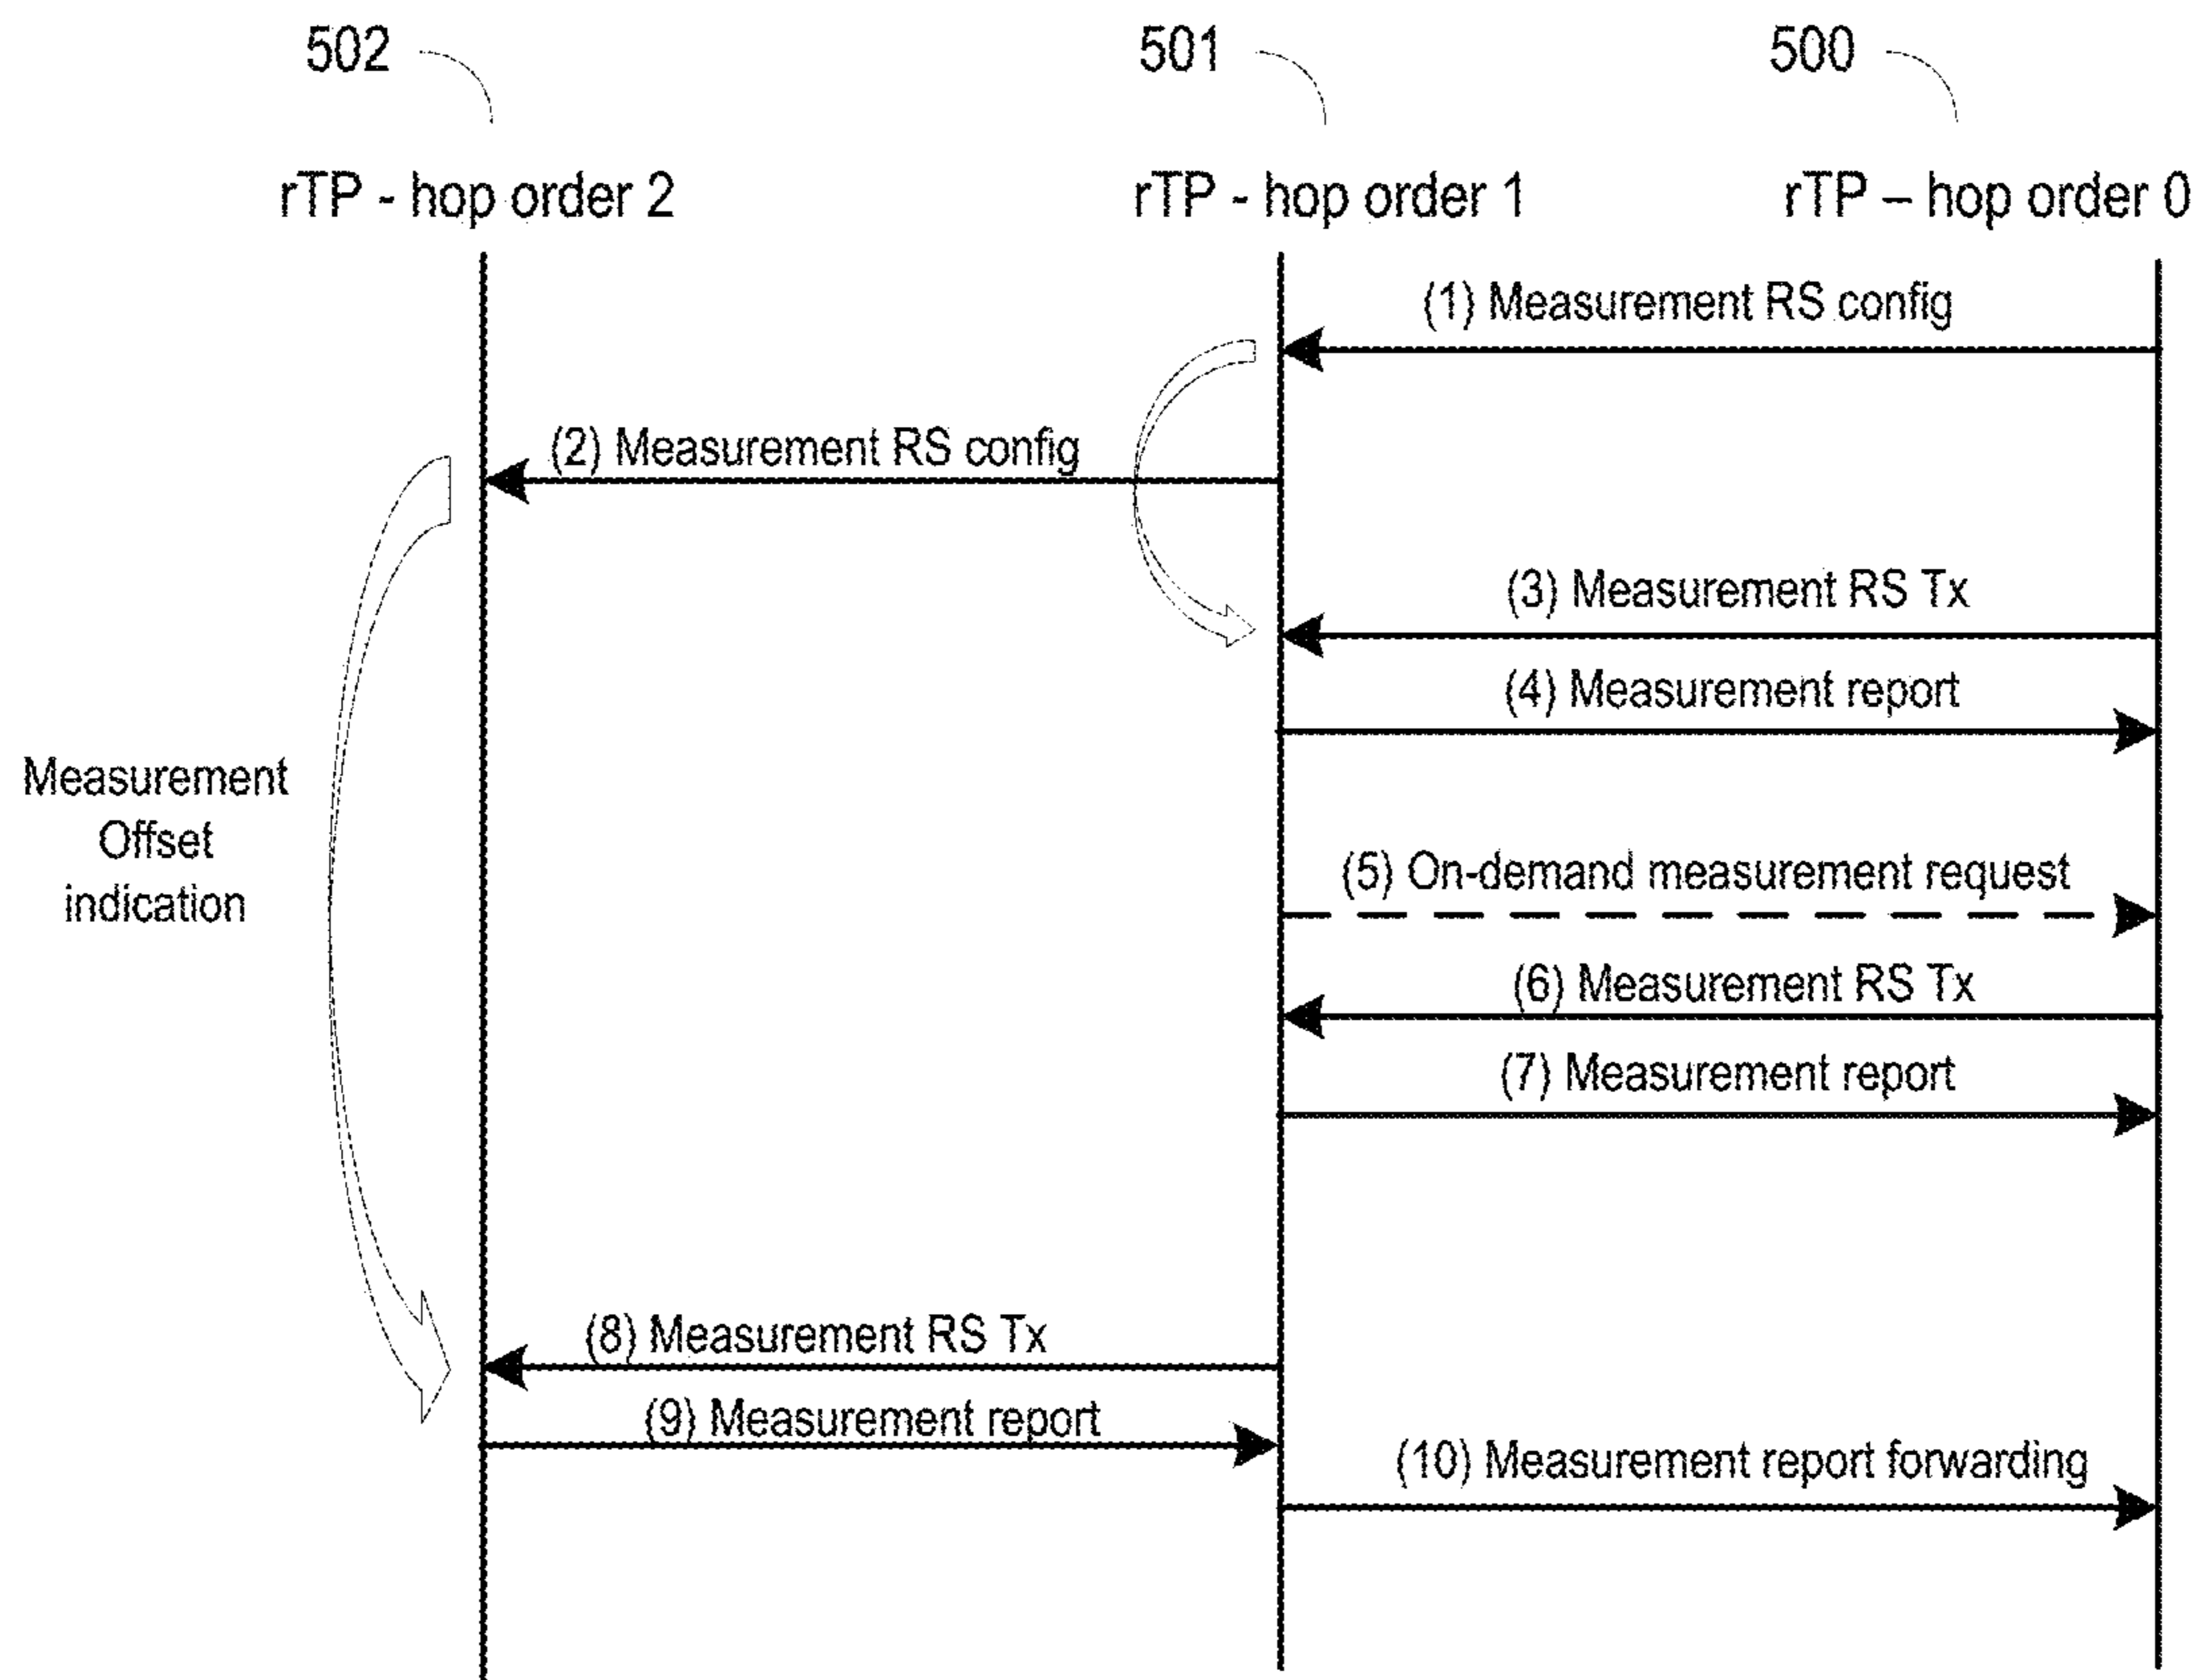 502
501
500
rTP - hop order 2
rTP - hop order 1
rTP – hop order 0
(1) Measurement RS config
(2) Measurement RS config
(3) Measurement RS Tx
(4) Measurement report
Measurement
Offset
indication
(5) On-demand measurement request
(6) Measurement RS Tx
(7) Measurement report
(8) Measurement RS Tx
(9) Measurement report
(10) Measurement report forwarding